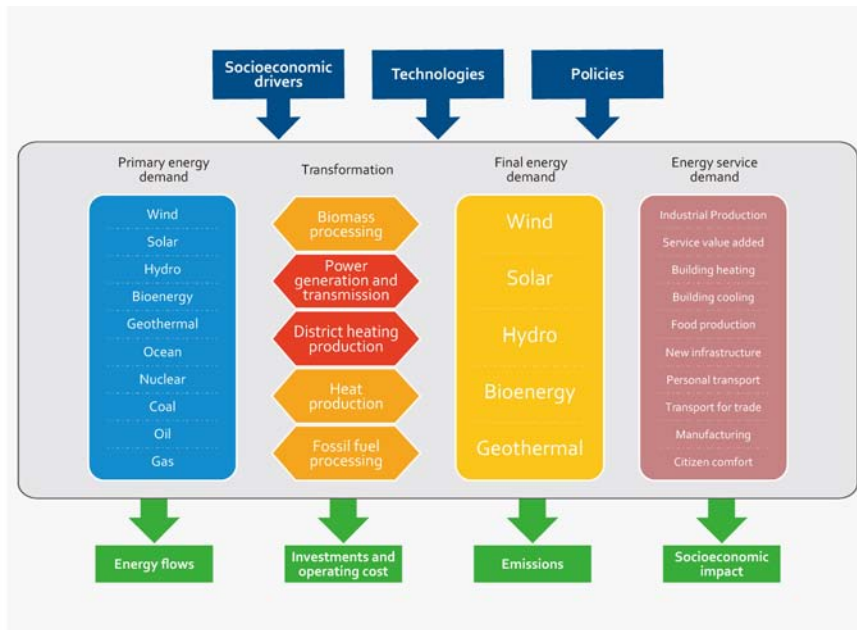 Socioeconomic
drivers
Technologies
Policies
Primary energy
demand
Wind
Solar
Hydro
Bioenergy
Geothermal
Ocean
Nuclear
Coal
Oil
Gas
Transformation
Biomass
processing
Power
generation and
transmission
District heating
production
Heat
production
Fossil fuel
processing
Final energy
demand
Wind
Solar
Hydro
Bioenergy
Geothermal
Energy service
demand
Industrial Production
Service value added
Building heating
Building cooling
Food production
New infrastructure
Personal transport
Transport for trade
Manufacturing
Citizen comfort
Energy flows
Investments and
operating cost
Emissions
Socioeconomic
impact